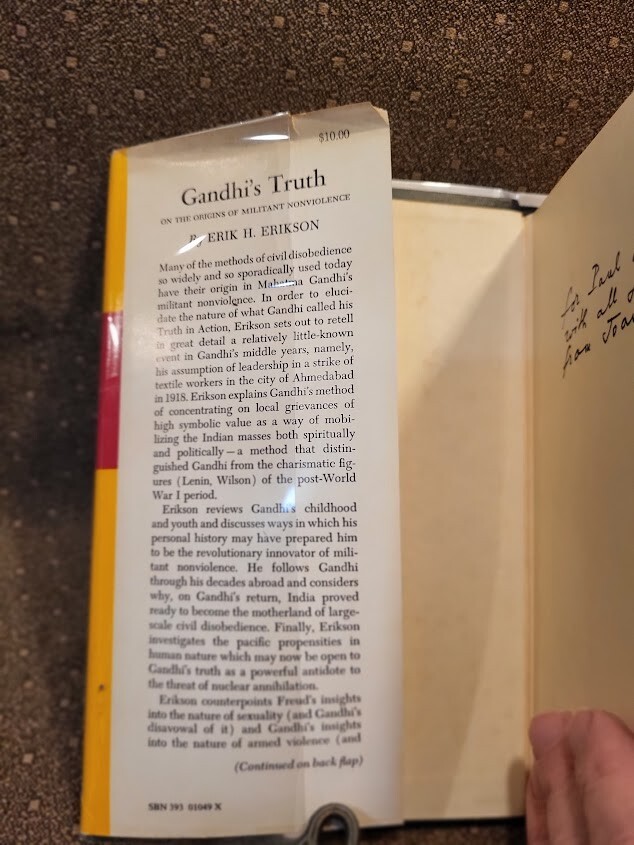 $10.00
Gandhi's Truth
ON THE ORIGINS OF MILITANT NONVIOLENCE
By ERIK H. ERIKSON
Many of the methods of civil disobedience
so widely and so sporadically used today
have their origin in Mahatma Gandhi's
militant nonviolence. In order to eluci-
date the nature of what Gandhi called his
Truth in Action, Erikson sets out to retell
in great detail a relatively little-known
event in Gandhi's middle years, namely,
his assumption of leadership in a strike of
textile workers in the city of Ahmedabad
in 1918. Erikson explains Gandhi's method
of concentrating on local grievances of
high symbolic value as a way of mobi-
lizing the Indian masses both spiritually
and politically—a method that distin-
guished Gandhi from the charismatic fig-
ures (Lenin, Wilson) of the post-World
War I period.
Erikson reviews Gandhi's childhood
and youth and discusses ways in which his
personal history may have prepared him
to be the revolutionary innovator of mili-
tant nonviolence. He follows Gandhi
through his decades abroad and considers
why, on Gandhi's return, India proved
ready to become the motherland of large-
scale civil disobedience. Finally, Erikson
investigates the pacific propensities in
human nature which may now be open to
Gandhi's truth as a powerful antidote to
the threat of nuclear annihilation.
Erikson counterpoints Freud's insights
into the nature of sexuality (and Gandhi's
disavowal of it) and Gandhi's insights
into the nature of armed violence (and
(Continued on back flap)
SBN 393 01049 X
for Paul
with all
from Joan